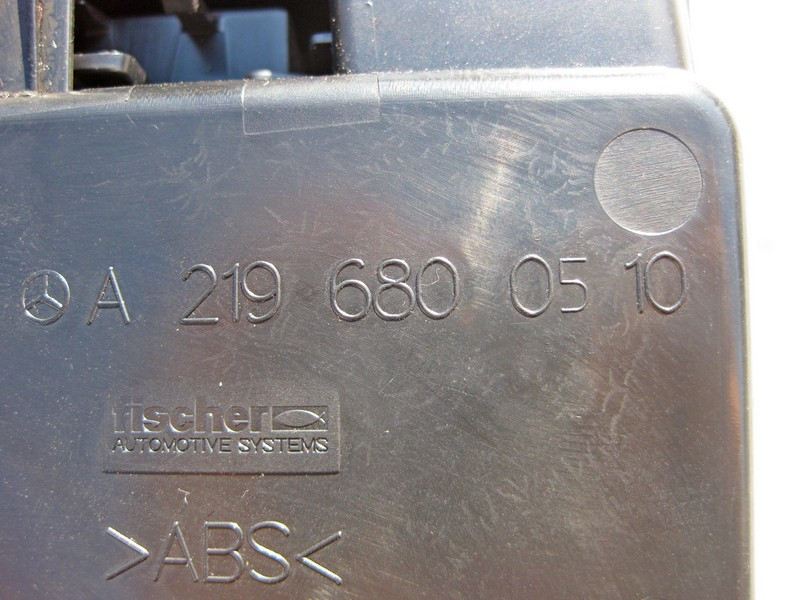 A 219 680 05 10
fischer
AUTOMOTIVE SYSTEMS
>ABS<